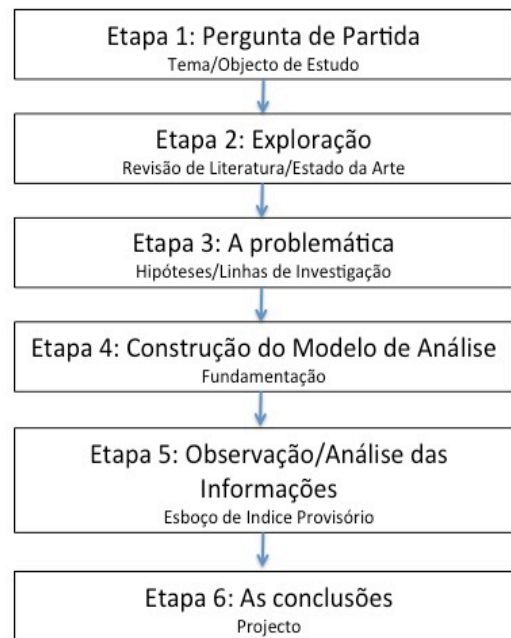 Etapa 1: Pergunta de Partida
Tema/Objecto de Estudo
Etapa 2: Exploração
Revisão de Literatura/Estado da Arte
Etapa 3: A problemática
Hipóteses/Linhas de Investigação
Etapa 4: Construção do Modelo de Análise
Fundamentação
Etapa 5: Observação/Análise das
Informações
Esboço de Indice Provisório
Etapa 6: As conclusões
Projecto